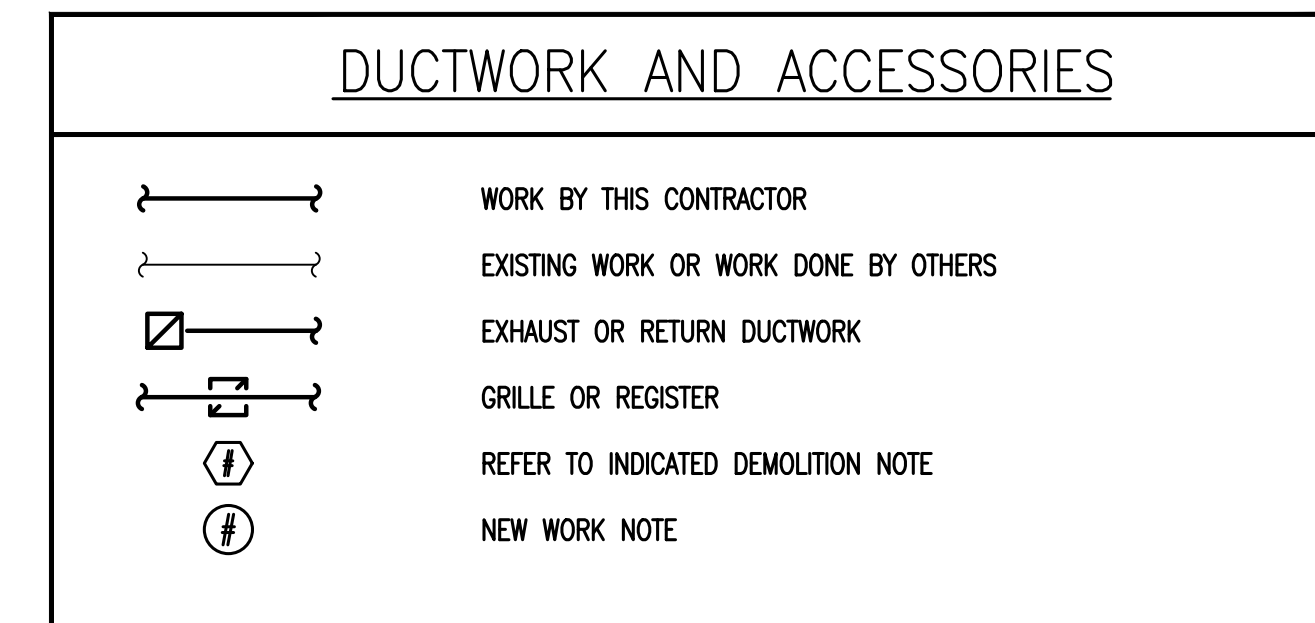 DUCTWORK AND ACCESSORIES
WORK BY THIS CONTRACTOR
EXISTING WORK OR WORK DONE BY OTHERS
EXHAUST OR RETURN DUCTWORK
GRILLE OR REGISTER
# REFER TO INDICATED DEMOLITION NOTE
# NEW WORK NOTE